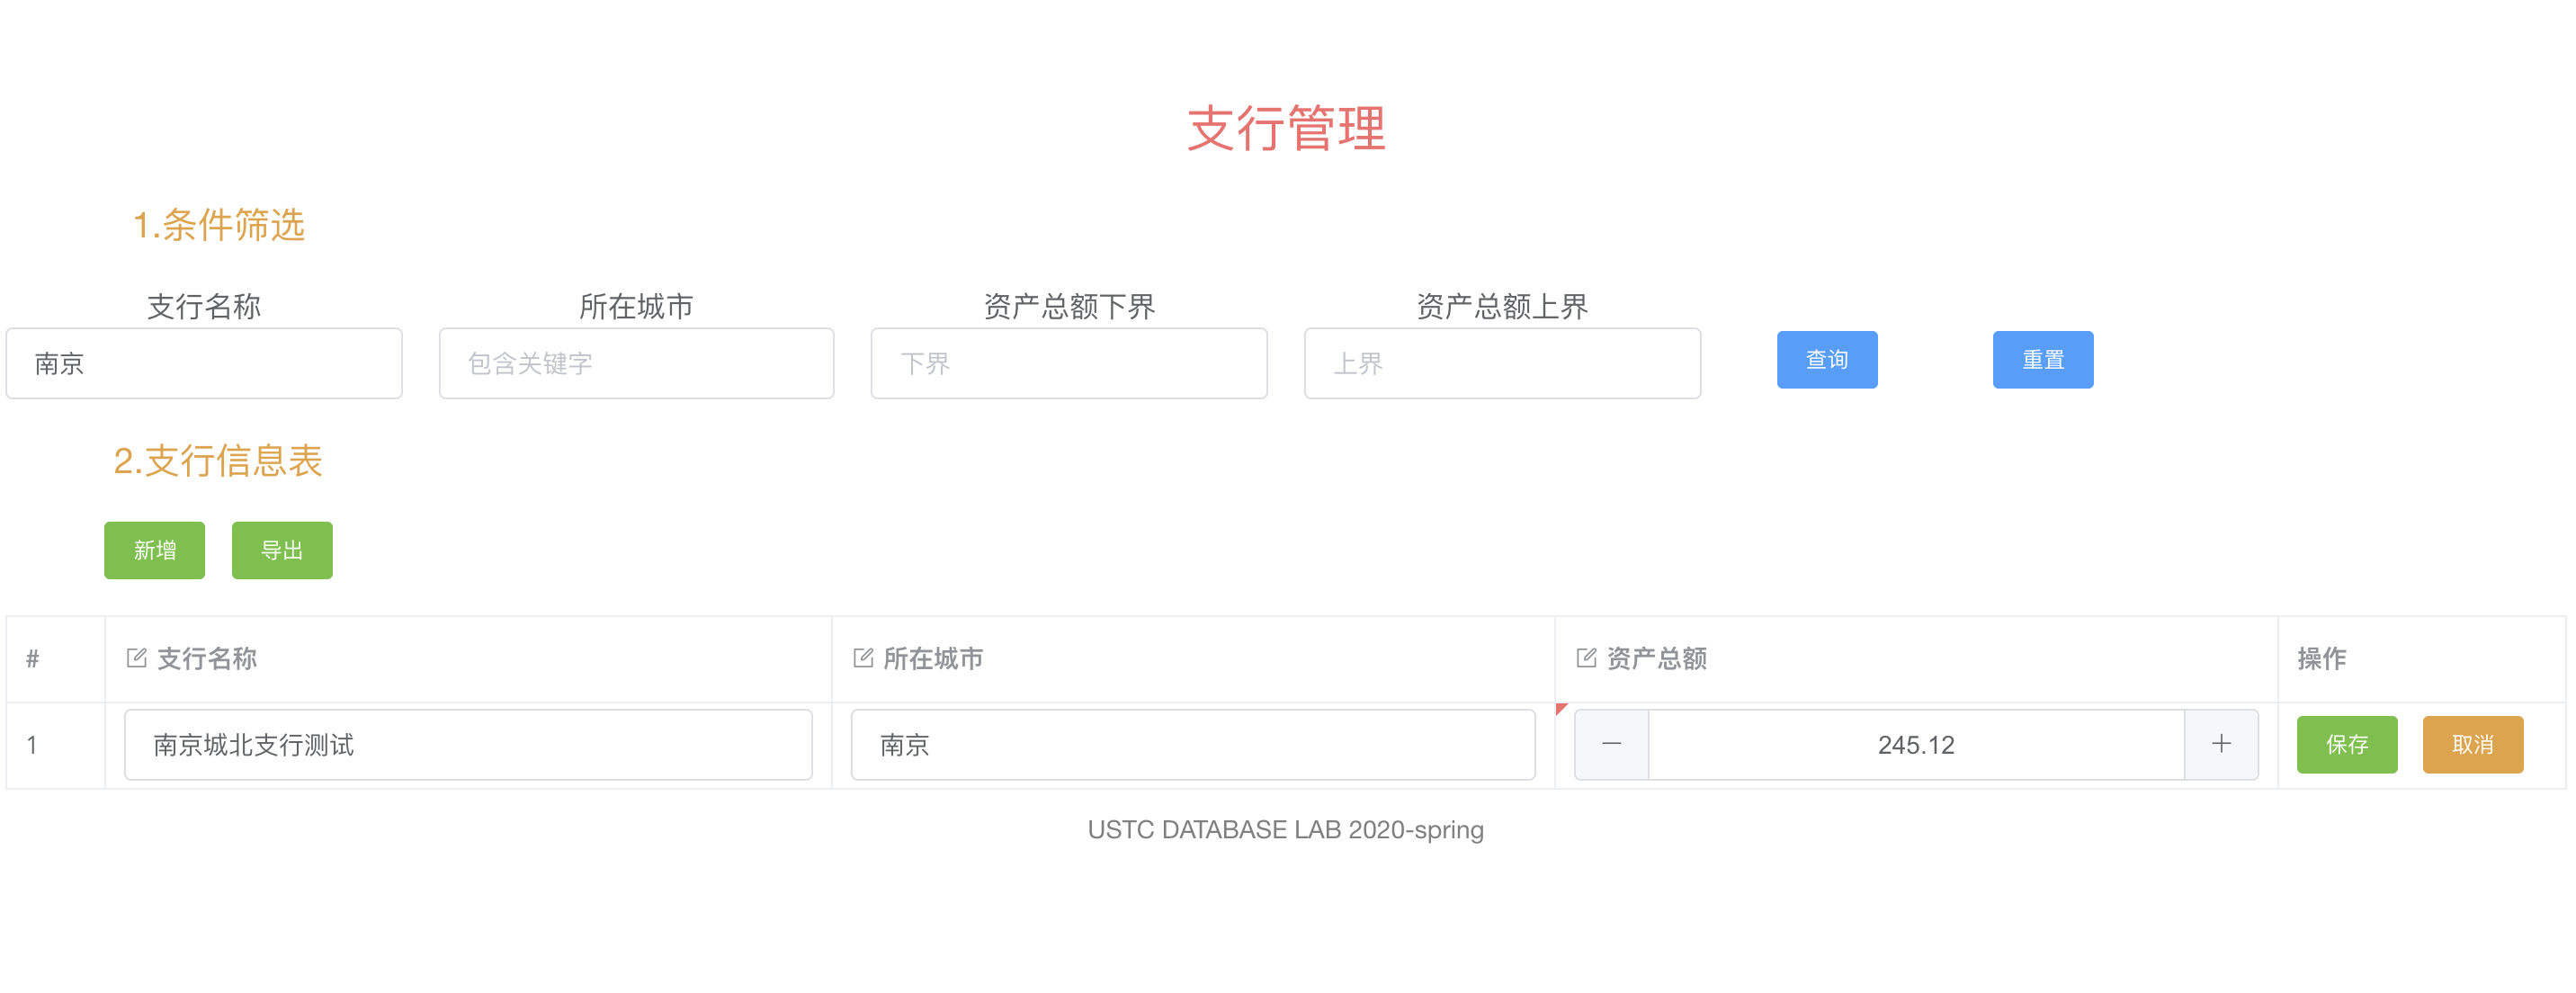 支行管理
1.条件筛选
支行名称 所在城市 资产总额下界 资产总额上界
南京 包含关键字 下界 上界 查询 重置
2.支行信息表
新增 导出
# 支行名称 所在城市 资产总额 操作
1 南京城北支行测试 南京 245.12 保存 取消
USTC DATABASE LAB 2020-spring